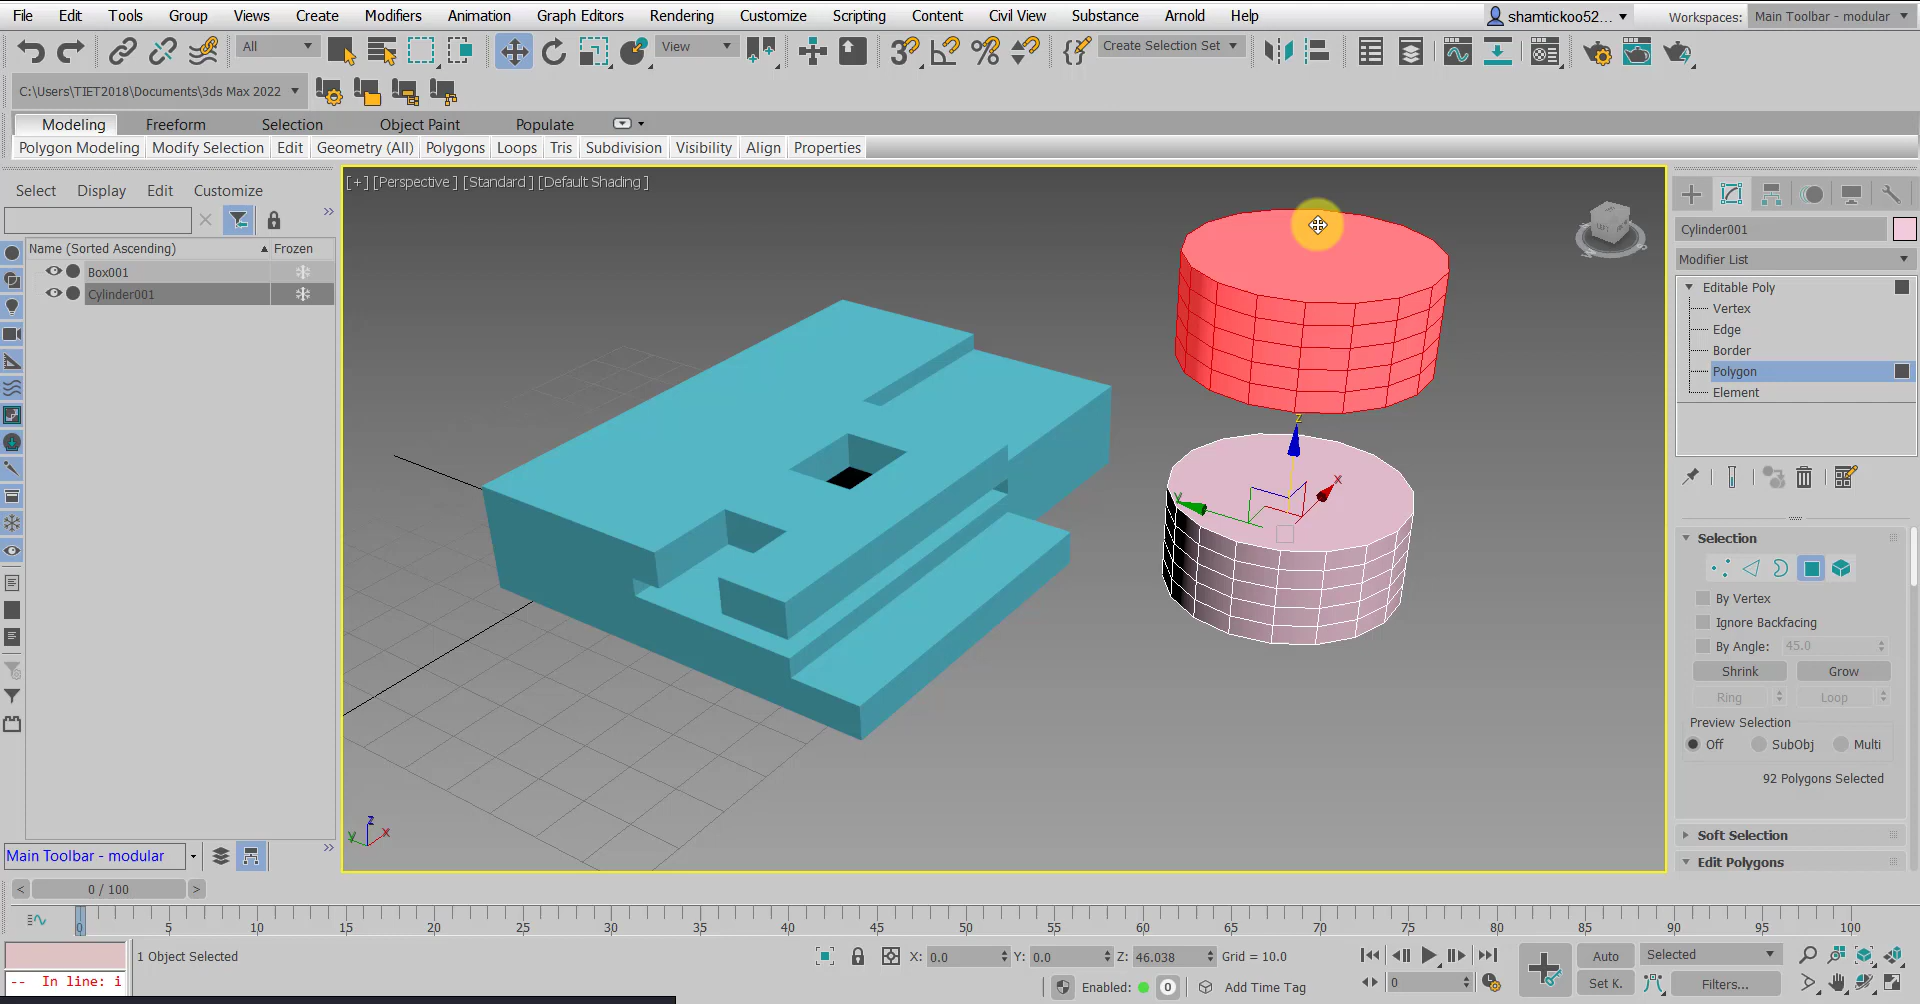 File Edit Tools Group Views Create Modifiers Animation Graph Editors Rendering Customize Scripting Content Civil View Substance Arnold Help shamtickoo52... Workspaces: Main Toolbar - modular
All View Create Selection Set
C:\Users\TIET2018\Documents\3ds Max 2022
Modeling Freeform Selection Object Paint Populate
Polygon Modeling Modify Selection Edit Geometry (All) Polygons Loops Tris Subdivision Visibility Align Properties
Select Display Edit Customize
[+] [Perspective ] [Standard ] [Default Shading ]
Name (Sorted Ascending) Frozen
Box001
Cylinder001
Cylinder001
Modifier List
Editable Poly
Vertex
Edge
Border
Polygon
Element
z
x
y
Selection
By Vertex
Ignore Backfacing
By Angle: 45.0
Shrink Grow
Ring Loop
Preview Selection
Off SubObj Multi
92 Polygons Selected
Soft Selection
Edit Polygons
z
y x
Main Toolbar - modular
< 0 / 100 >
0 5 10 15 20 25 30 35 40 45 50 55 60 65 70 75 80 85 90 95 100
1 Object Selected X: 0.0 Y: 0.0 Z: 46.038 Grid = 10.0 Auto Selected
-- In line: i Enabled: 0 Add Time Tag 0 Set K. Filters...